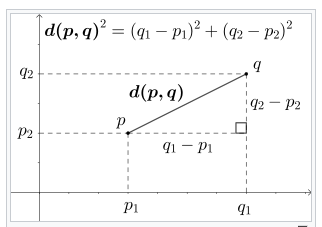 d(p, q)² = (q₁ − p₁)² + (q₂ − p₂)²
q₂
q
d(p, q)
q₂ − p₂
p
p₂
q₁ − p₁
p₁
q₁